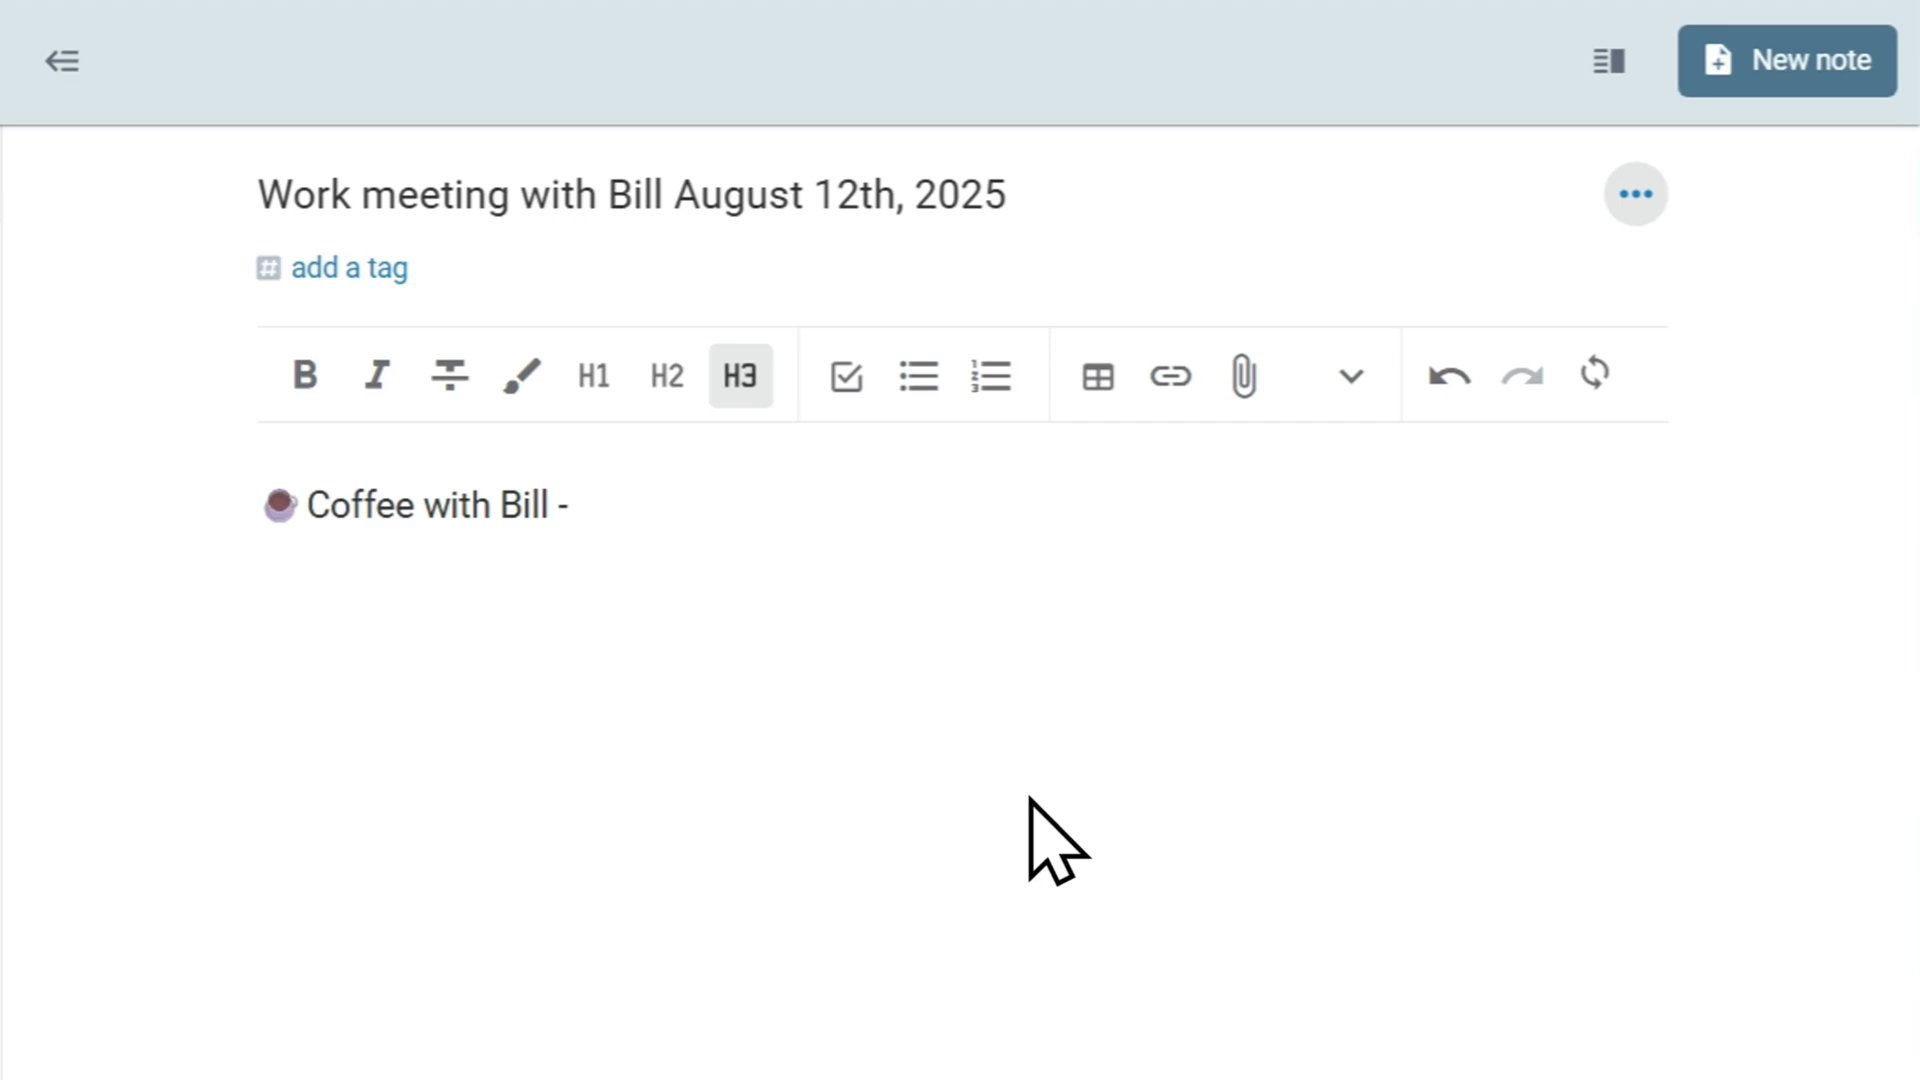 New note
Work meeting with Bill August 12th, 2025
# add a tag
B I T H1 H2 H3
Coffee with Bill -